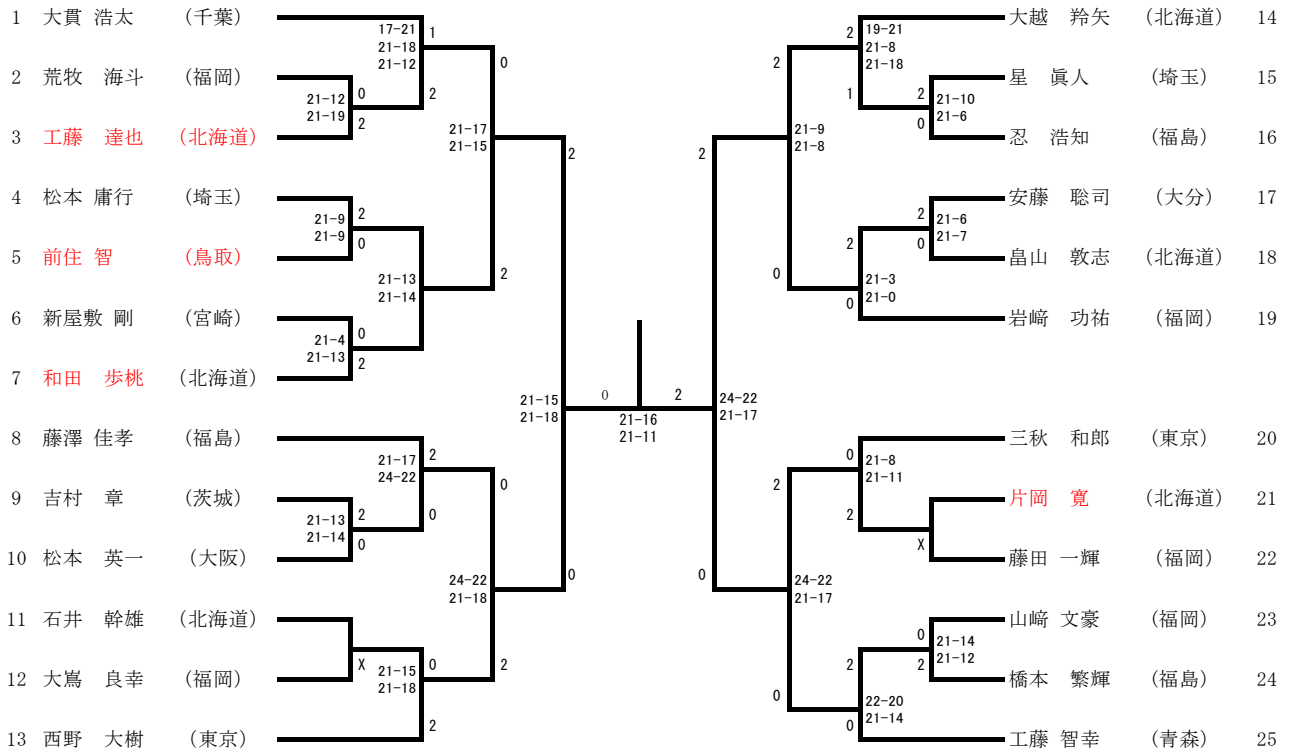 1 大貫 浩太 (千葉)
2 荒牧 海斗 (福岡)
3 工藤 達也 (北海道)
4 松本 庸行 (埼玉)
5 前住 智 (鳥取)
6 新屋敷 剛 (宮崎)
7 和田 歩桃 (北海道)
8 藤澤 佳孝 (福島)
9 吉村 章 (茨城)
10 松本 英一 (大阪)
11 石井 幹雄 (北海道)
12 大嶌 良幸 (福岡)
13 西野 大樹 (東京)
17-21 1
21-18
21-12
2
21-12 0
21-19 2
0
21-17
21-15
2
21-9 2
21-9 0
21-13
21-14
21-4 0
21-13 2
2
21-15
21-18
21-17 2
24-22
0
21-13 2
21-14 0
0
24-22
21-18
2
0
X
21-15 0
21-18
2
0
2
21-16
21-11
大越 羚矢 (北海道) 14
星 眞人 (埼玉) 15
忍 浩知 (福島) 16
安藤 聡司 (大分) 17
畠山 敦志 (北海道) 18
岩﨑 功祐 (福岡) 19
三秋 和郎 (東京) 20
片岡 寛 (北海道) 21
藤田 一輝 (福岡) 22
山﨑 文豪 (福岡) 23
橋本 繁輝 (福島) 24
工藤 智幸 (青森) 25
2 19-21
21-8
21-18
1
2 21-10
0 21-6
2
21-9
21-8
0
2 21-6
0 21-7
2
21-3
0 21-0
2
24-22
21-17
0
0 21-8
21-11
2
X
2
24-22
21-17
0
0 21-14
2 21-12
2
22-20
0 21-14